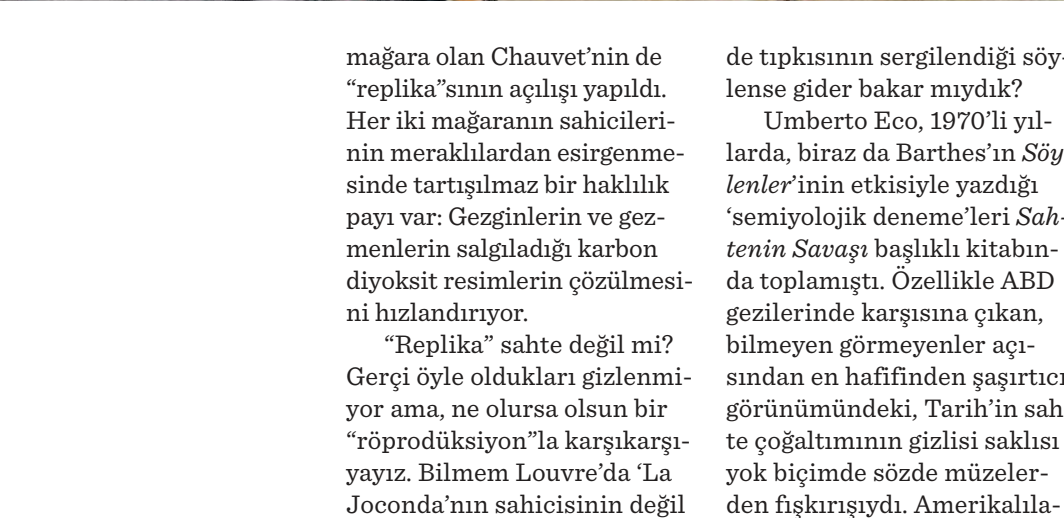 mağara olan Chauvet’nin de
“replika”sının açılışı yapıldı.
Her iki mağaranın sahicileri-
nin meraklılardan esirgenme-
sinde tartışılmaz bir haklılık
payı var: Gezginlerin ve gez-
menlerin salgıladığı karbon
diyoksit resimlerin çözülmesi-
ni hızlandırıyor.
“Replika” sahte değil mi?
Gerçi öyle oldukları gizlenmi-
yor ama, ne olursa olsun bir
“röprodüksiyon”la karşıkarşı-
yayız. Bilmem Louvre’da ‘La
Joconda’nın sahicisinin değil
de tıpkısının sergilendiği söy-
lense gider bakar mıydık?
Umberto Eco, 1970’li yıl-
larda, biraz da Barthes’ın Söy
lenler’inin etkisiyle yazdığı
‘semiyolojik deneme’leri Sah-
tenin Savaşı başlıklı kitabın-
da toplamıştı. Özellikle ABD
gezilerinde karşısına çıkan,
bilmeyen görmeyenler açı-
sından en hafifinden şaşırtıcı
görünümündeki, Tarih’in sah
te çoğaltımının gizlisi saklısı
yok biçimde sözde müzeler-
den fışkırışıydı. Amerikalıla-